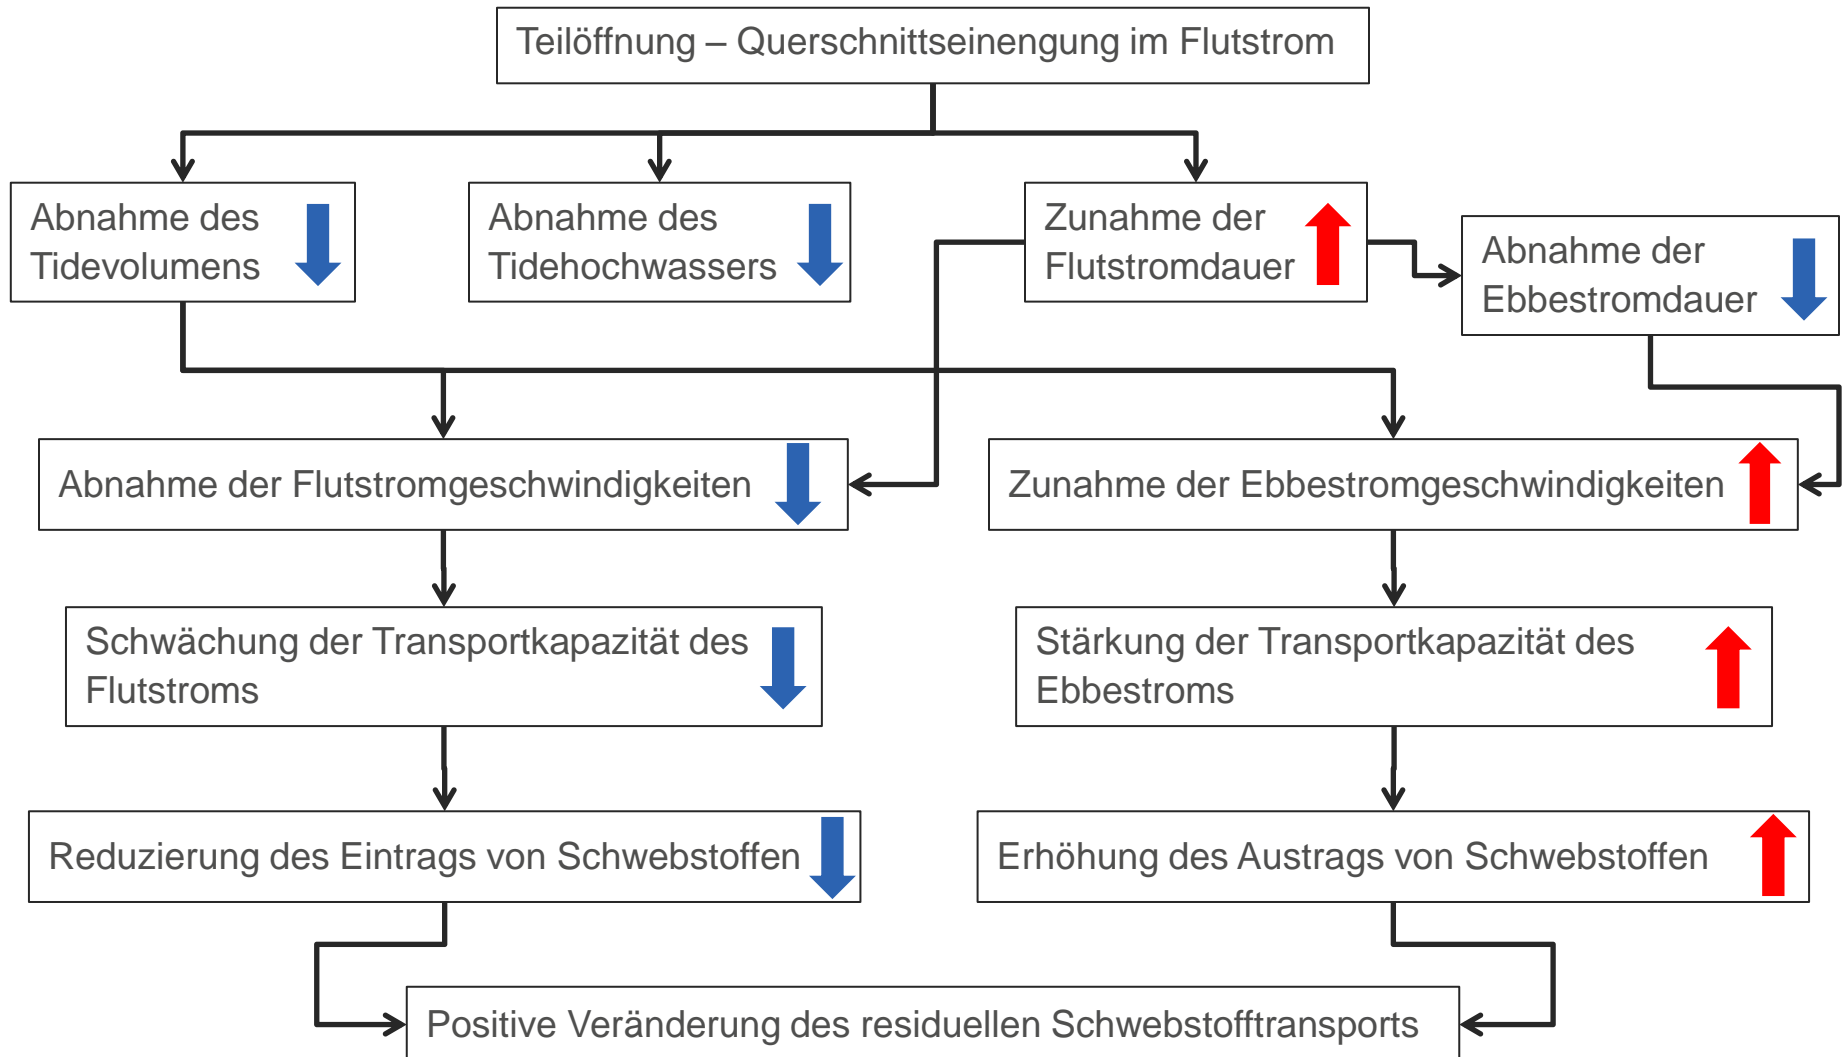 Teilöffnung – Querschnittseinengung im Flutstrom
Abnahme des
Tidevolumens
Abnahme des
Tidehochwassers
Zunahme der
Flutstromdauer
Abnahme der
Ebbestromdauer
Abnahme der Flutstromgeschwindigkeiten
Zunahme der Ebbestromgeschwindigkeiten
Schwächung der Transportkapazität des
Flutstroms
Stärkung der Transportkapazität des
Ebbestroms
Reduzierung des Eintrags von Schwebstoffen
Erhöhung des Austrags von Schwebstoffen
Positive Veränderung des residuellen Schwebstofftransports